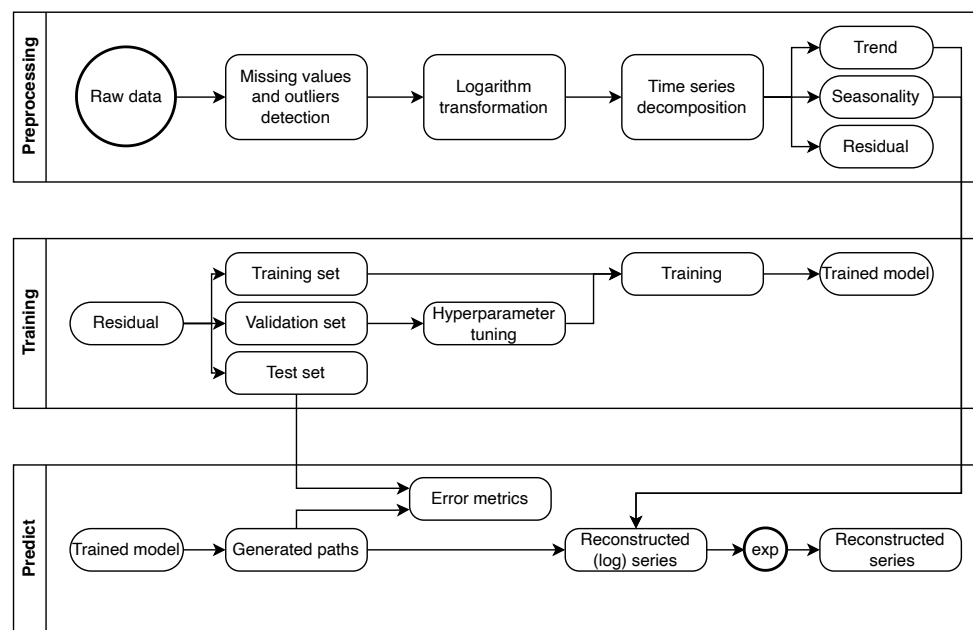 Preprocessing
Raw data
Missing values
and outliers
detection
Logarithm
transformation
Time series
decomposition
Trend
Seasonality
Residual
Training
Residual
Training set
Validation set
Test set
Hyperparameter
tuning
Training
Trained model
Predict
Trained model
Generated paths
Error metrics
Reconstructed
(log) series
exp
Reconstructed
series